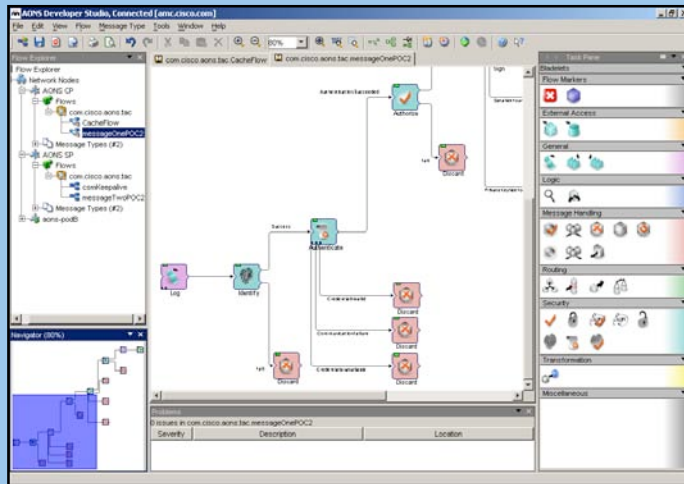 AONS Developer Studio, Connected [amc.cisco.com]
File Edit View Flow Message Type Tools Window Help
80%
Flow Explorer
Flow Explorer
Network Nodes
AONS CP
Flows
com.cisco.aons.tac
CacheFlow
messageOnePOC2
Message Types (#2)
AONS SP
Flows
com.cisco.aons.tac
csmKeepalive
messageTwoPOC2
Message Types (#2)
aons-podB
com.cisco.aons.tac.CacheFlow
com.cisco.aons.tac.messageOnePOC2
Sign
Authorize
Fail
Discard
Success
Authenticate
Log
Identify
Fail
Discard
Discard
Discard
Discard
Navigator (80%)
Problems
0 issues in com.cisco.aons.tac.messageOnePOC2
Severity Description Location
Task Pane
Bladelets
Flow Markers
External Access
General
Logic
Message Handling
Routing
Security
Transformation
Miscellaneous